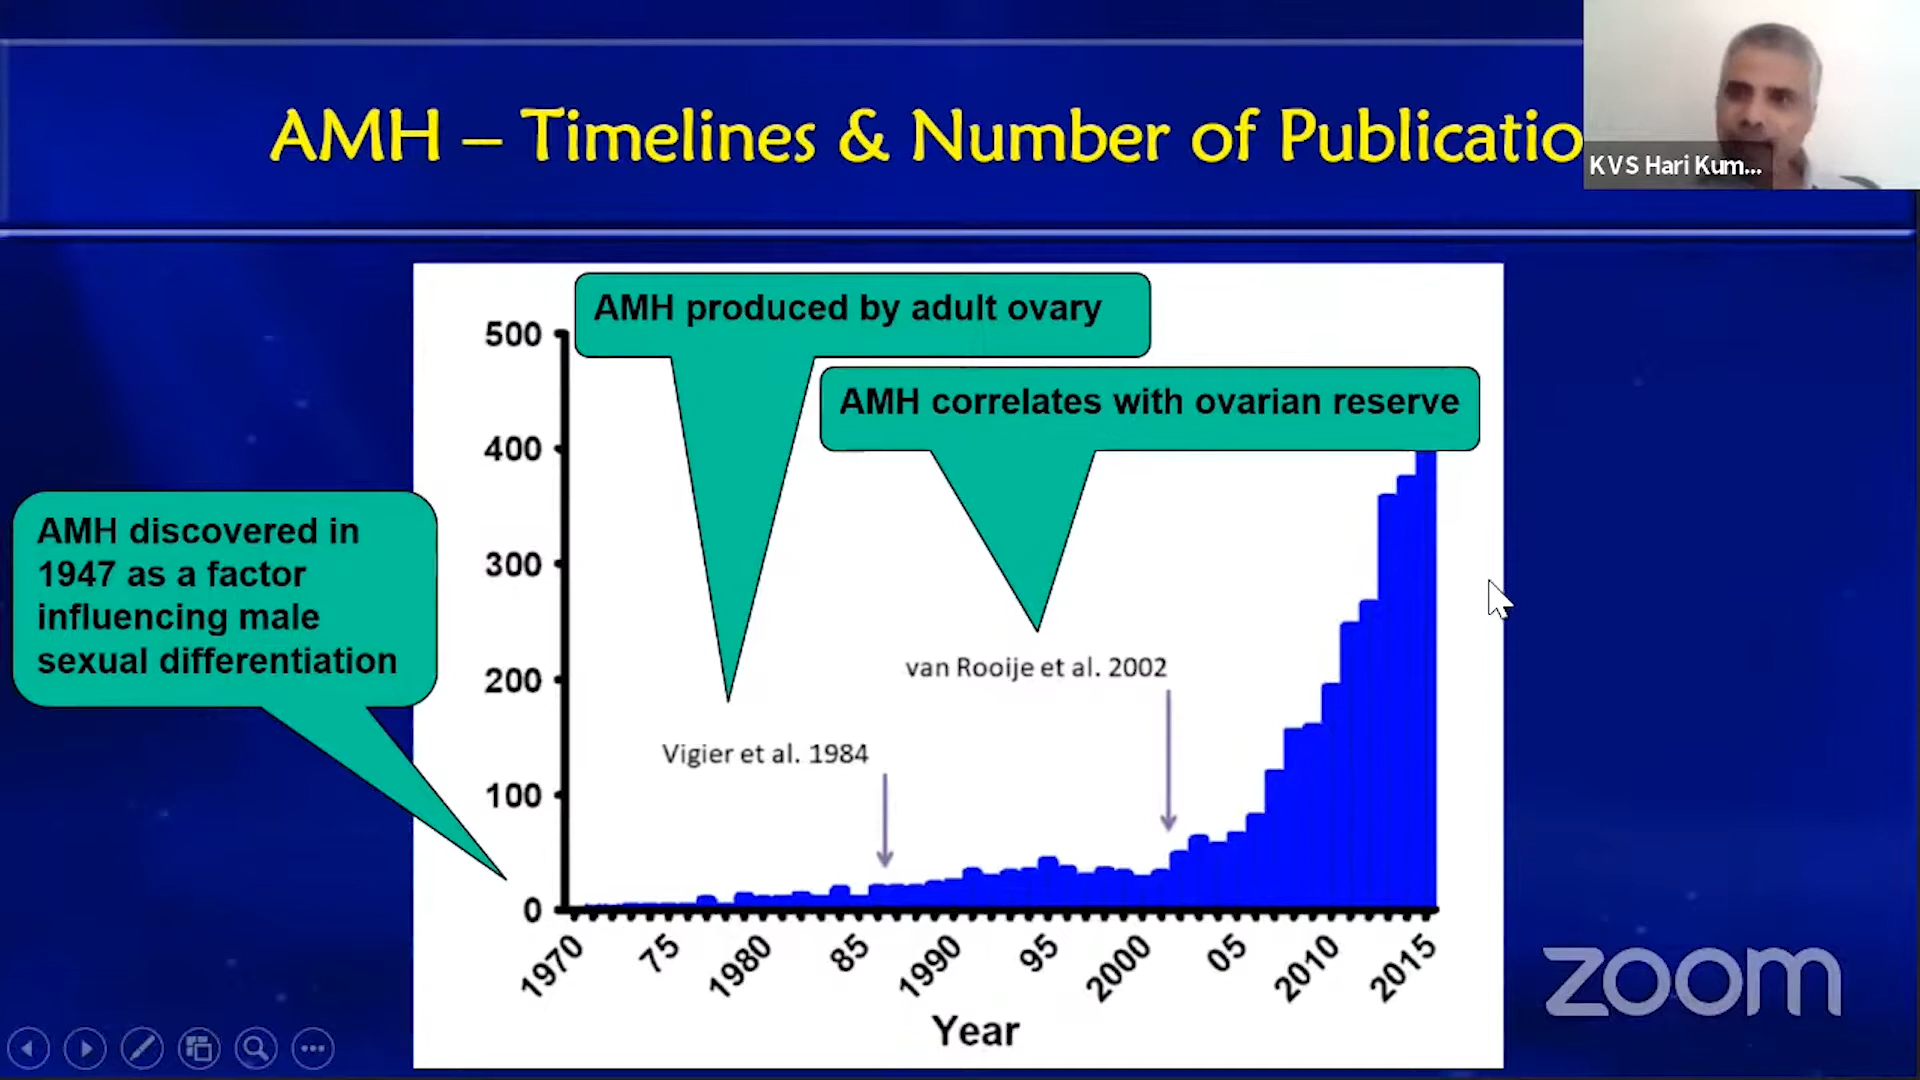 AMH – Timelines & Number of Publicatio
KVS Hari Kum...
AMH produced by adult ovary
AMH correlates with ovarian reserve
AMH discovered in
1947 as a factor
influencing male
sexual differentiation
500
400
300
200
100
0
van Rooije et al. 2002
Vigier et al. 1984
1970
75
1980
85
1990
95
2000
05
2010
2015
Year
zoom